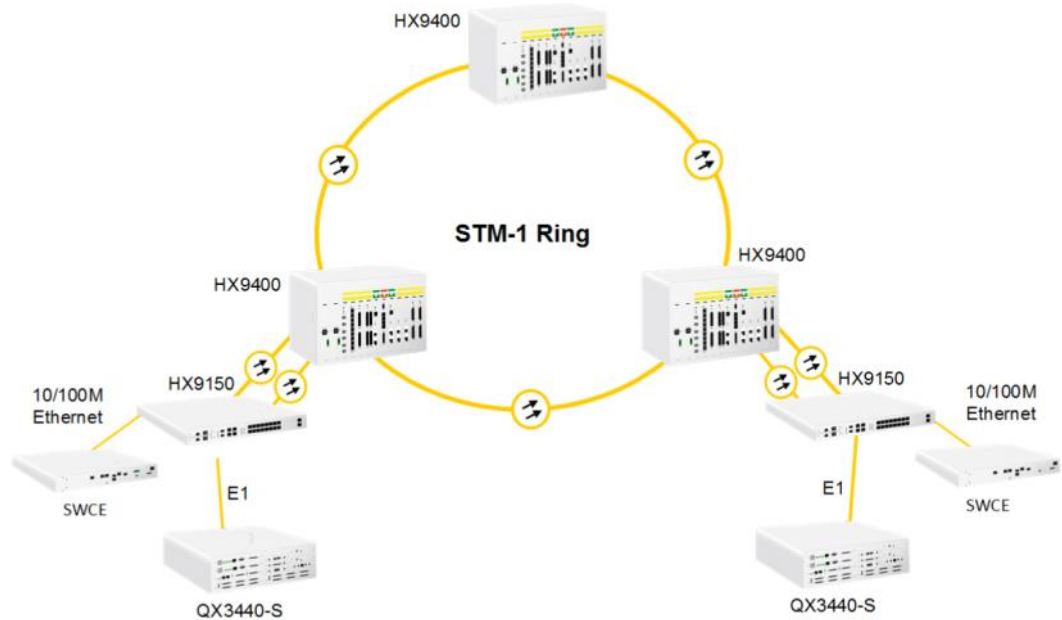 HX9400
STM-1 Ring
HX9400
HX9400
HX9150
10/100M
Ethernet
SWCE
E1
QX3440-S
HX9150
10/100M
Ethernet
E1
SWCE
QX3440-S